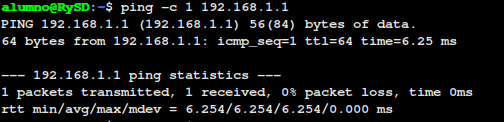 alumno@RySD:~$ ping -c 1 192.168.1.1
PING 192.168.1.1 (192.168.1.1) 56(84) bytes of data.
64 bytes from 192.168.1.1: icmp_seq=1 ttl=64 time=6.25 ms

--- 192.168.1.1 ping statistics ---
1 packets transmitted, 1 received, 0% packet loss, time 0ms
rtt min/avg/max/mdev = 6.254/6.254/6.254/0.000 ms